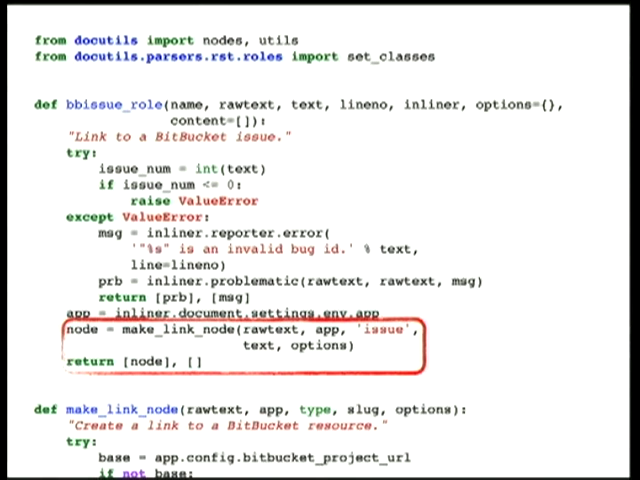 from docutils import nodes, utils
from docutils.parsers.rst.roles import set_classes
def bbissue_role(name, rawtext, text, lineno, inliner, options={},
content=[]):
"Link to a BitBucket issue."
try:
issue_num = int(text)
if issue_num <= 0:
raise ValueError
except ValueError:
msg = inliner.reporter.error(
'"%s" is an invalid bug id.' % text,
line=lineno)
prb = inliner.problematic(rawtext, rawtext, msg)
return [prb], [msg]
app = inliner.document.settings.env.app
node = make_link_node(rawtext, app, 'issue',
text, options)
return [node], []
def make_link_node(rawtext, app, type, slug, options):
"Create a link to a BitBucket resource."
try:
base = app.config.bitbucket_project_url
if not base: